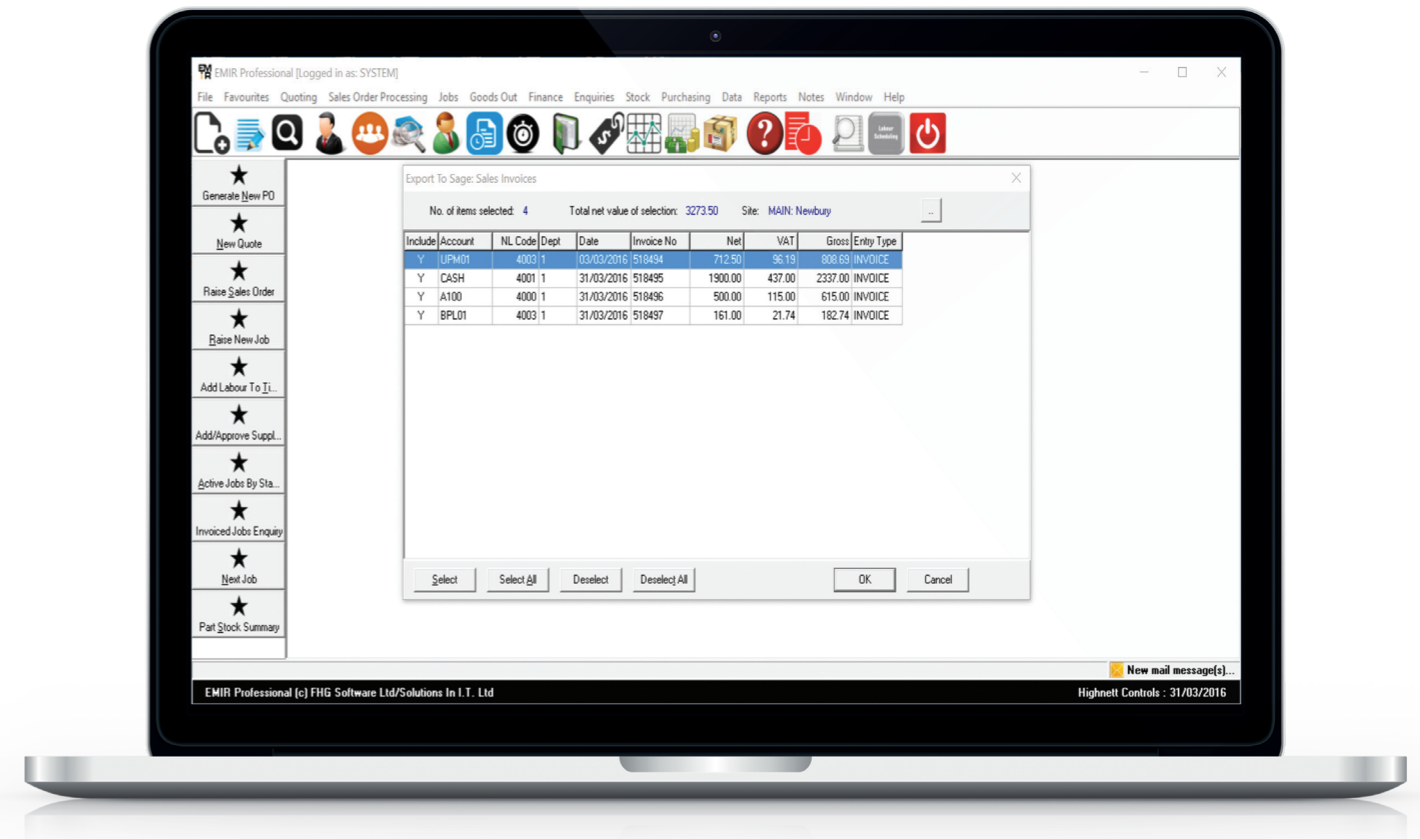 EMIR Professional [Logged in as: SYSTEM]
File Favourites Quoting Sales Order Processing Jobs Goods Out Finance Enquiries Stock Purchasing Data Reports Notes Window Help
Labour Scheduling
Generate New PO
New Quote
Raise Sales Order
Raise New Job
Add Labour To Ti...
Add/Approve Suppl...
Active Jobs By Sta...
Invoiced Jobs Enquiry
Next Job
Part Stock Summary
Export To Sage: Sales Invoices
No. of items selected: 4 Total net value of selection: 3273.50 Site: MAIN: Newbury ..
Include Account NL Code Dept Date Invoice No Net VAT Gross Entry Type
Y UPM01 4003 1 03/03/2016 518494 712.50 96.19 808.69 INVOICE
Y CASH 4001 1 31/03/2016 518495 1900.00 437.00 2337.00 INVOICE
Y A100 4000 1 31/03/2016 518496 500.00 115.00 615.00 INVOICE
Y BPL01 4003 1 31/03/2016 518497 161.00 21.74 182.74 INVOICE
Select Select All Deselect Deselect All OK Cancel
New mail message(s)...
EMIR Professional (c) FHG Software Ltd/Solutions In I.T. Ltd Highnett Controls : 31/03/2016